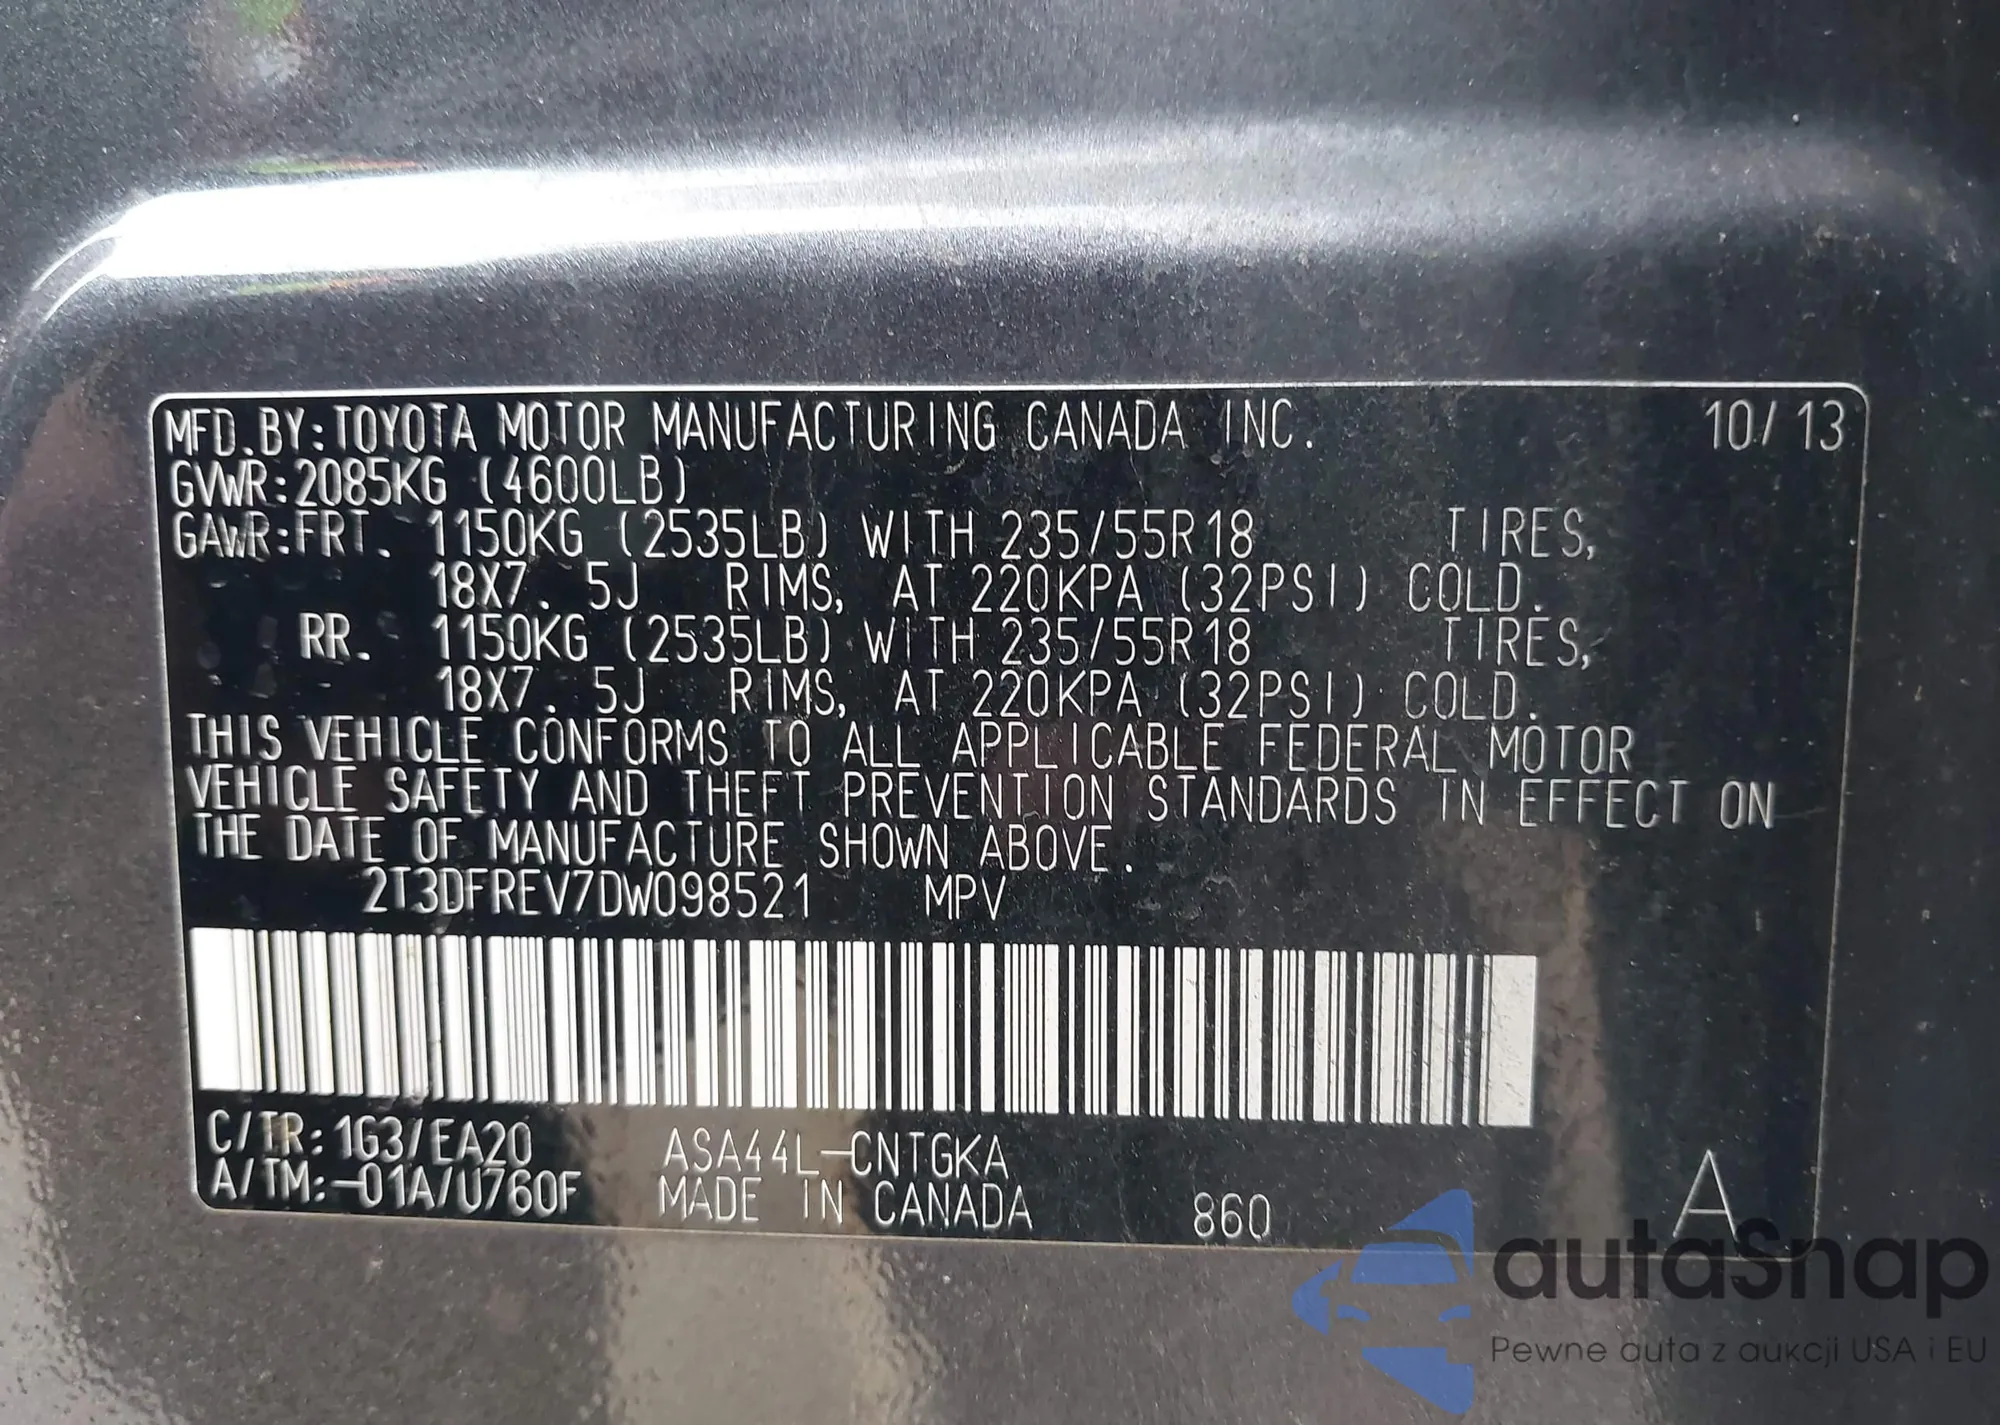 MFD.BY:TOYOTA MOTOR MANUFACTURING CANADA INC. 10/13
GVWR:2085KG (4600LB)
GAWR:FRT. 1150KG (2535LB) WITH 235/55R18 TIRES,
18X7. 5J RIMS, AT 220KPA (32PSI) COLD.
RR. 1150KG (2535LB) WITH 235/55R18 TIRES,
18X7. 5J RIMS, AT 220KPA (32PSI) COLD.
THIS VEHICLE CONFORMS TO ALL APPLICABLE FEDERAL MOTOR
VEHICLE SAFETY AND THEFT PREVENTION STANDARDS IN EFFECT ON
THE DATE OF MANUFACTURE SHOWN ABOVE.
2T3DFREV7DW098521 MPV
C/TR: 1G3/EA20 ASA44L-CNTGKA
A/TM:-01A/U760F MADE IN CANADA 860 A
autasnap
Pewne auta z aukcji USA i EU